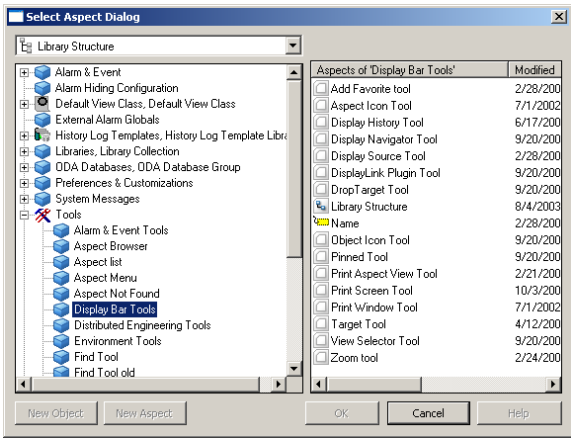 Select Aspect Dialog
Library Structure
Alarm & Event
Alarm Hiding Configuration
Default View Class, Default View Class
External Alarm Globals
History Log Templates, History Log Template Libra
Libraries, Library Collection
ODA Databases, ODA Database Group
Preferences & Customizations
System Messages
Tools
Alarm & Event Tools
Aspect Browser
Aspect list
Aspect Menu
Aspect Not Found
Display Bar Tools
Distributed Engineering Tools
Environment Tools
Find Tool
Find Tool old
Aspects of 'Display Bar Tools' Modified
Add Favorite tool 2/28/200
Aspect Icon Tool 7/1/2002
Display History Tool 6/17/200
Display Navigator Tool 9/20/200
Display Source Tool 2/28/200
DisplayLink Plugin Tool 9/20/200
DropTarget Tool 9/20/200
Library Structure 8/4/2003
Name 2/28/200
Object Icon Tool 9/20/200
Pinned Tool 9/20/200
Print Aspect View Tool 2/21/200
Print Screen Tool 10/3/200
Print Window Tool 7/1/2002
Target Tool 4/12/200
View Selector Tool 9/20/200
Zoom tool 2/24/200
New Object New Aspect OK Cancel Help